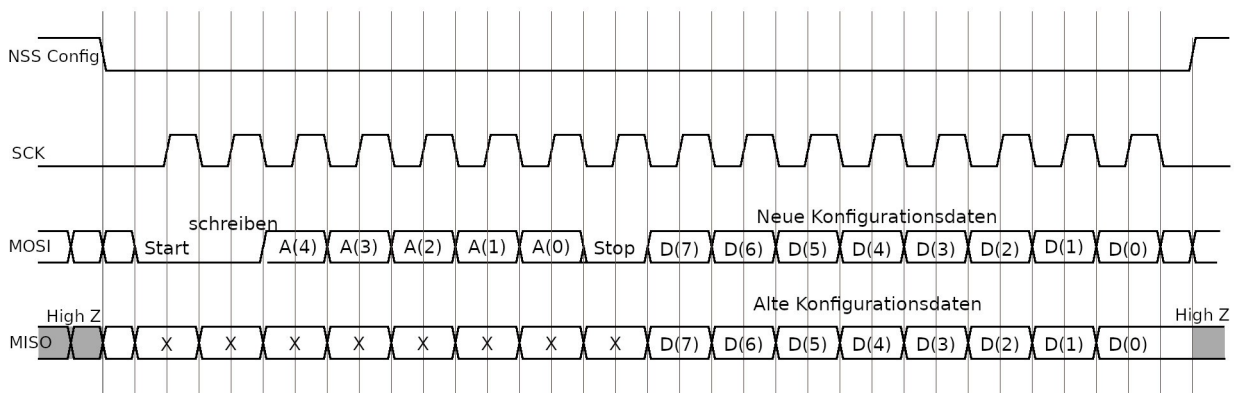 NSS Config
SCK
schreiben
Neue Konfigurationsdaten
MOSI Start A(4) A(3) A(2) A(1) A(0) Stop D(7) D(6) D(5) D(4) D(3) D(2) D(1) D(0)
Alte Konfigurationsdaten
High Z High Z
MISO X X X X X X X X D(7) D(6) D(5) D(4) D(3) D(2) D(1) D(0)